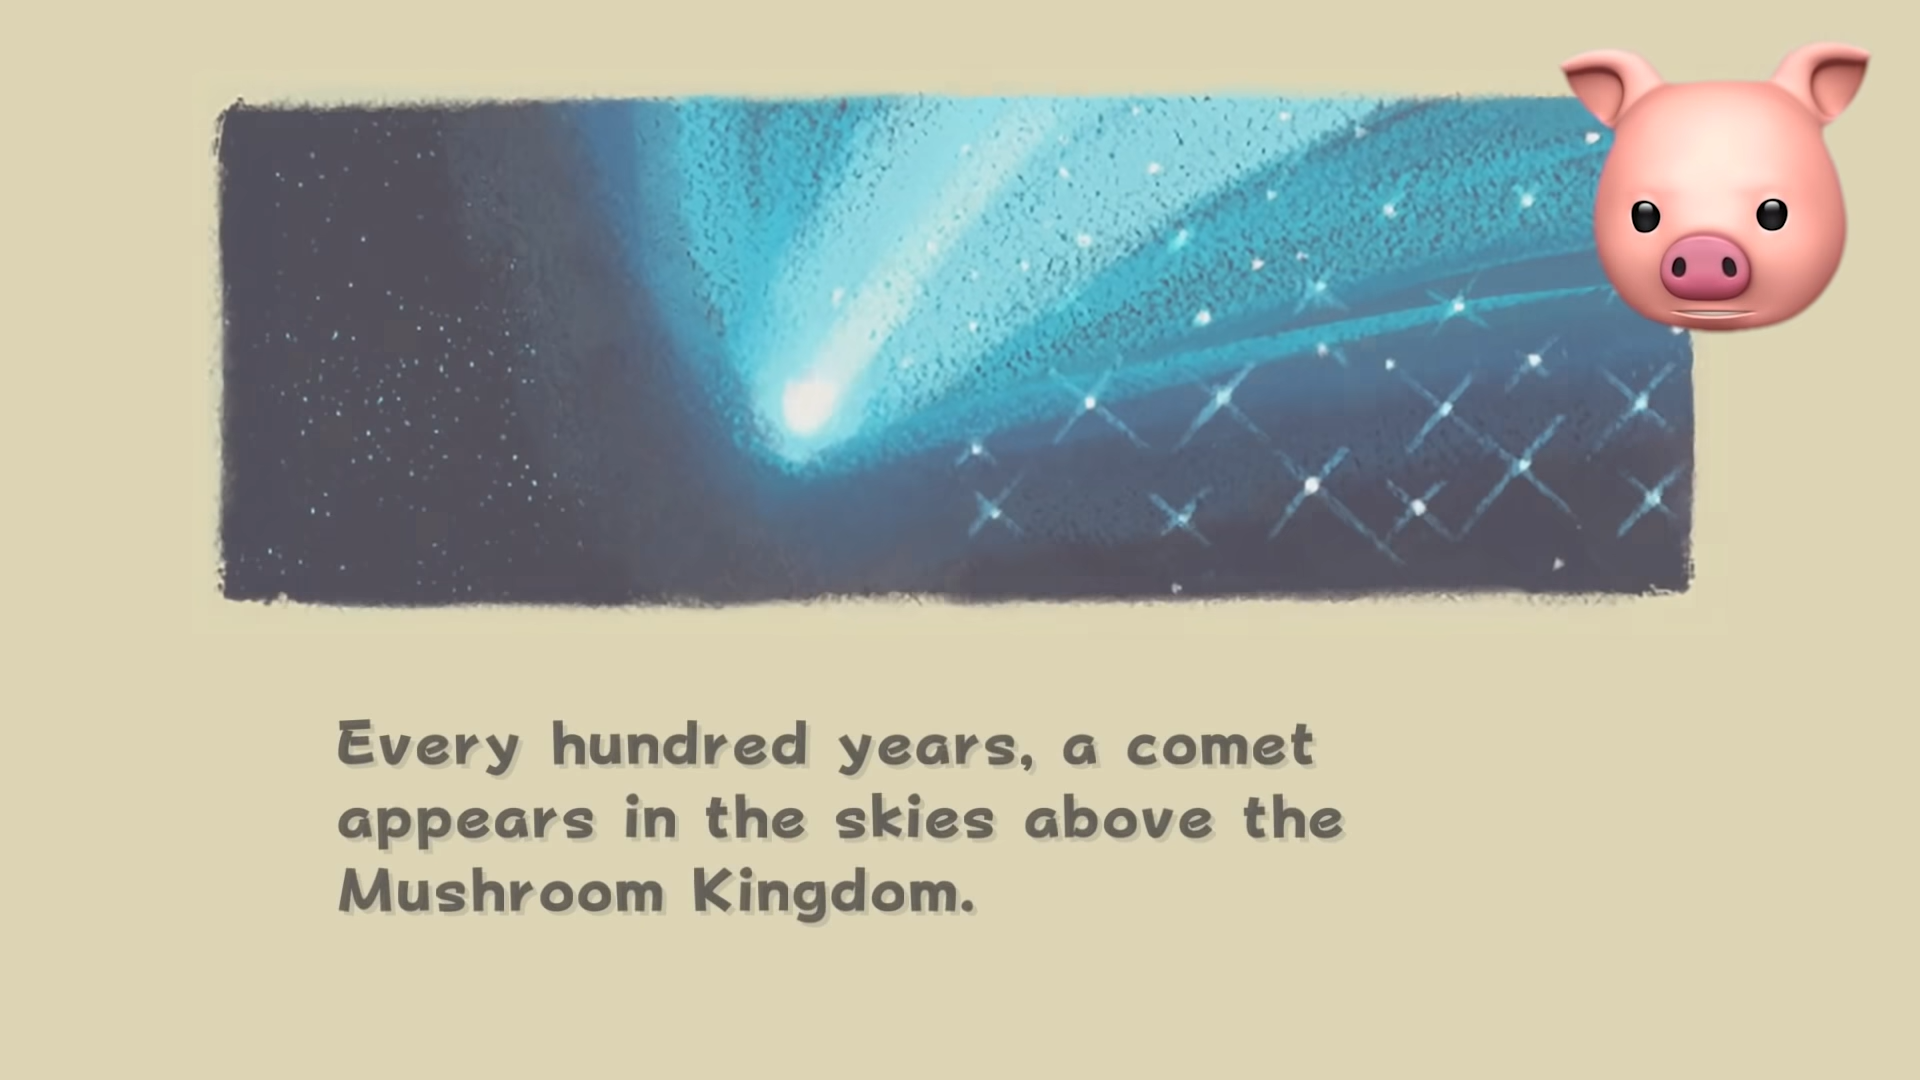 Every hundred years, a comet
appears in the skies above the
Mushroom Kingdom.